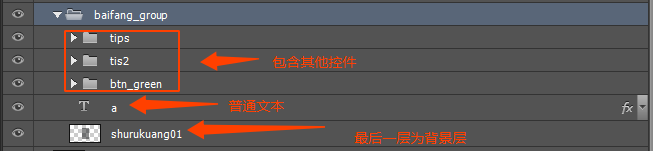 baifang_group
tips
tis2
包含其他控件
btn_green
T a 普通文本 fx
shurukuang01 最后一层为背景层